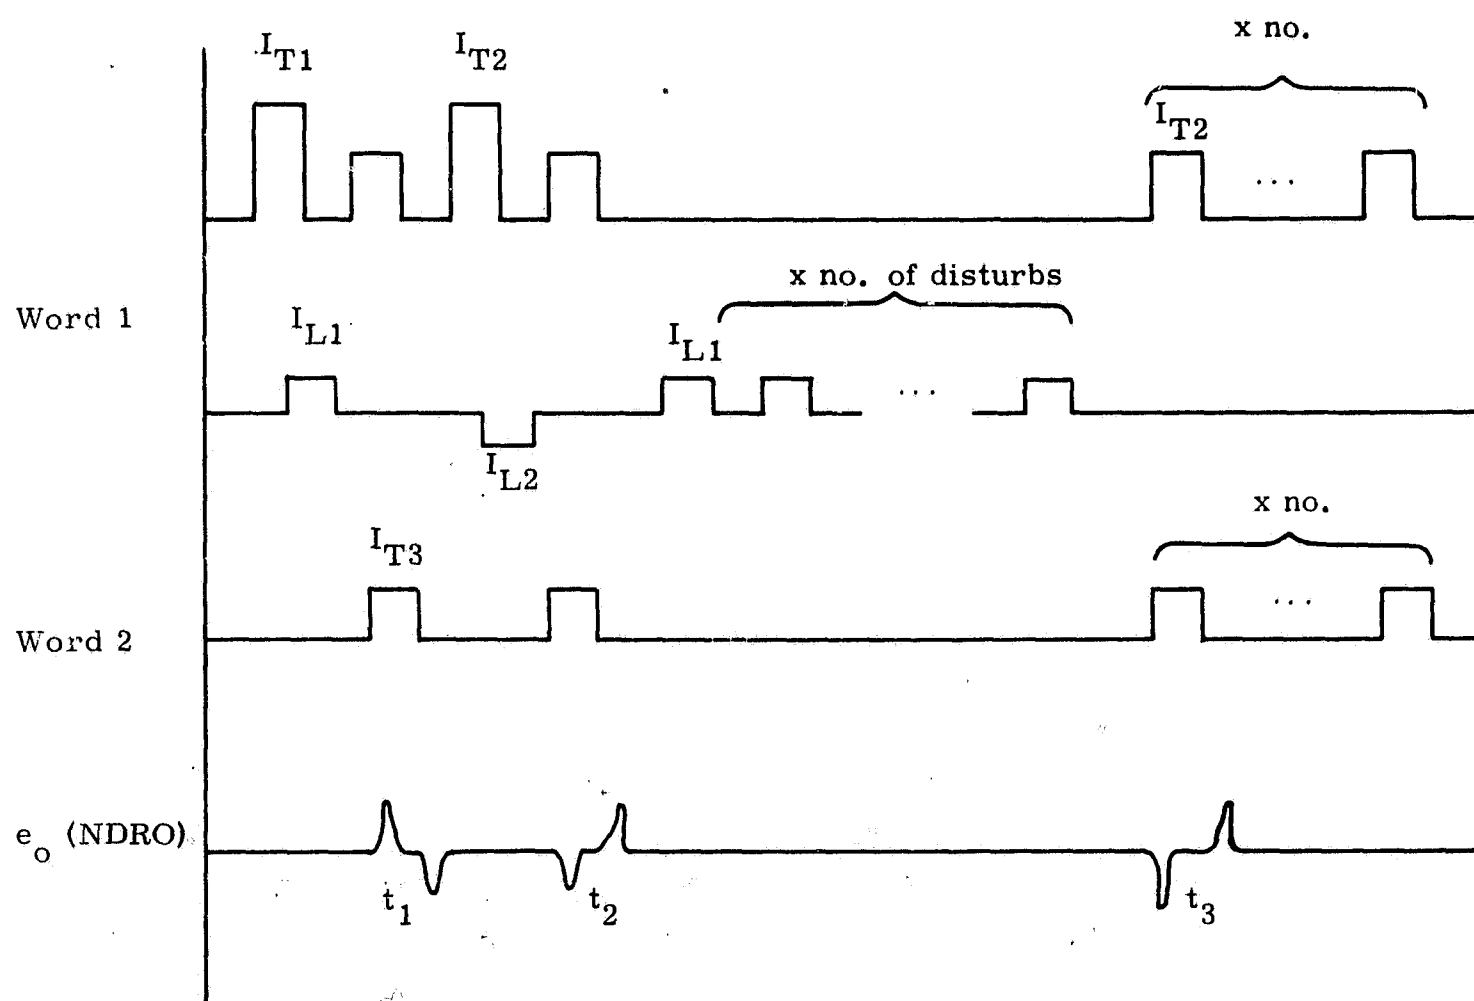 x no.
I_T1
I_T2
I_T2
...
x no. of disturbs
Word 1
I_L1
I_L1
...
I_L2
x no.
I_T3
...
Word 2
e_o (NDRO)
t_1
t_2
t_3